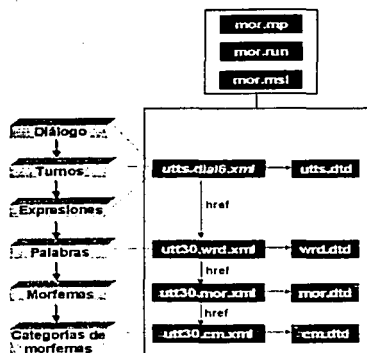 mor.mp
mor.run
mor.msl
Diálogo
Turnos
utts.dial6.xml
utts.dtd
Expresiones
href
Palabras
utt30.wrd.xml
wrd.dtd
href
Morfemas
utt30.mor.xml
mor.dtd
href
Categorías de
morfemas
utt30.cm.xml
cm.dtd